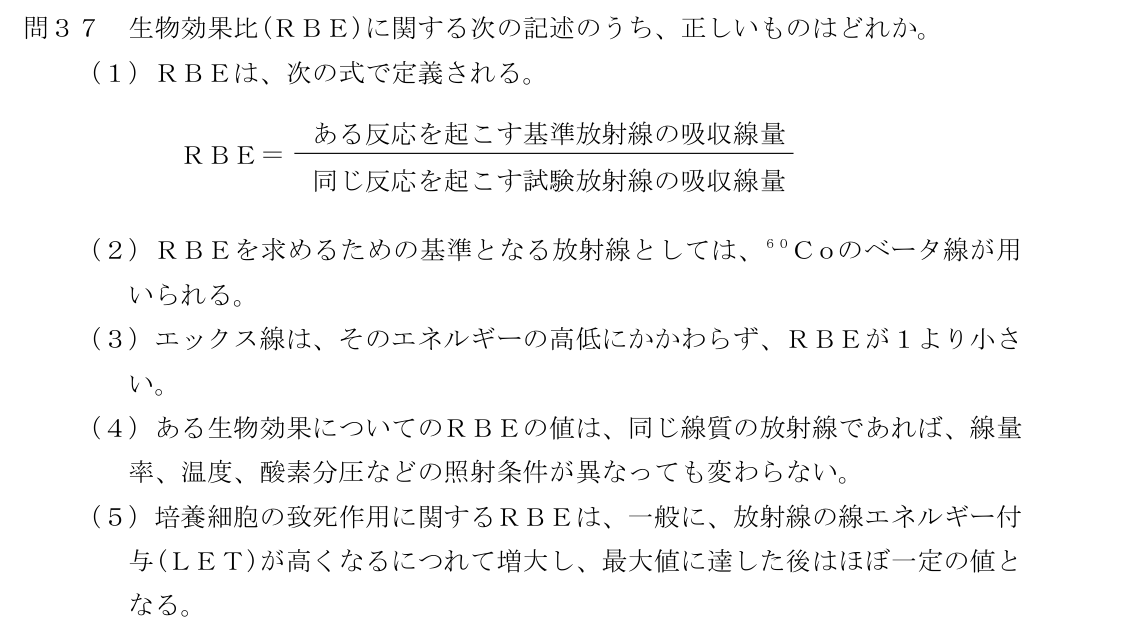 問３７　生物効果比(ＲＢＥ)に関する次の記述のうち、正しいものはどれか。
（１）ＲＢＥは、次の式で定義される。
ある反応を起こす基準放射線の吸収線量
ＲＢＥ＝
同じ反応を起こす試験放射線の吸収線量
（２）ＲＢＥを求めるための基準となる放射線としては、⁶⁰Ｃｏのベータ線が用
いられる。
（３）エックス線は、そのエネルギーの高低にかかわらず、ＲＢＥが１より小さ
い。
（４）ある生物効果についてのＲＢＥの値は、同じ線質の放射線であれば、線量
率、温度、酸素分圧などの照射条件が異なっても変わらない。
（５）培養細胞の致死作用に関するＲＢＥは、一般に、放射線の線エネルギー付
与(ＬＥＴ)が高くなるにつれて増大し、最大値に達した後はほぼ一定の値と
なる。